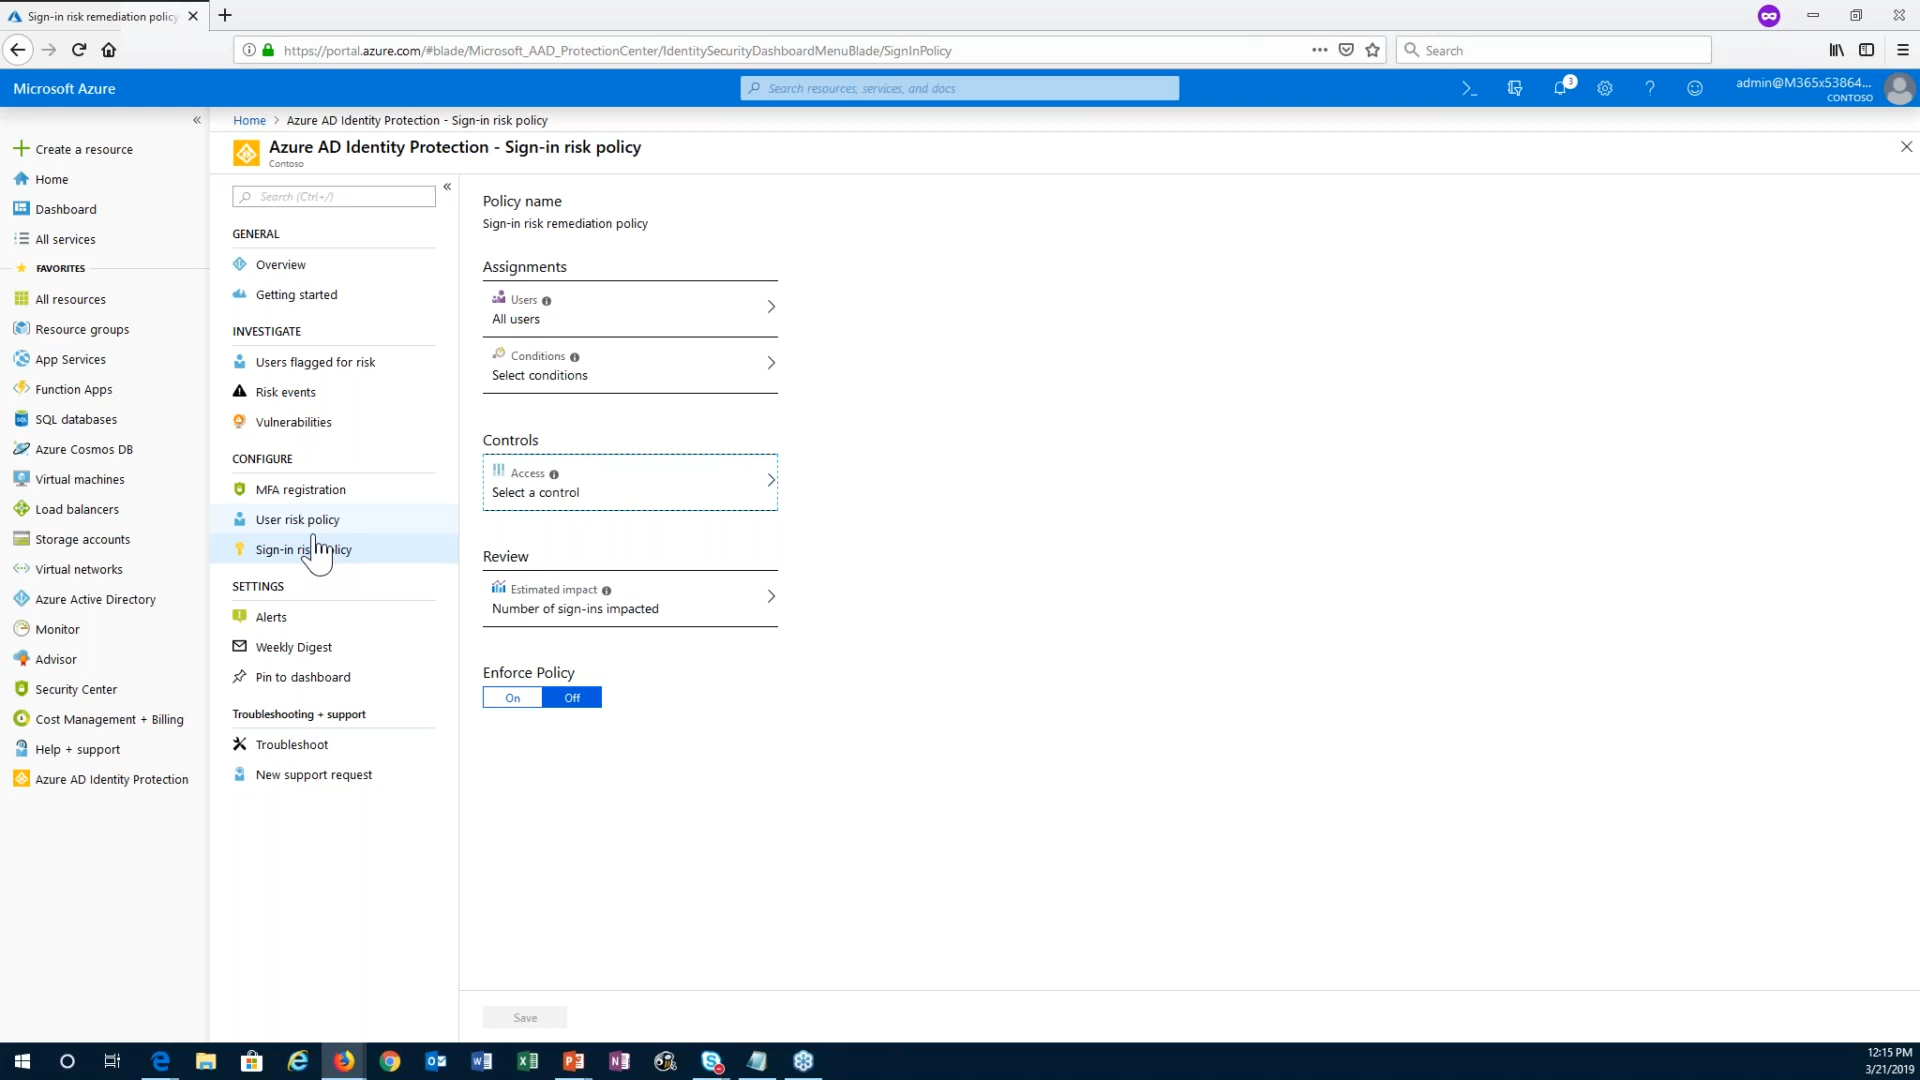 Sign-in risk remediation policy
https://portal.azure.com/#blade/Microsoft_AAD_ProtectionCenter/IdentitySecurityDashboardMenuBlade/SignInPolicy
Search
Microsoft Azure
Search resources, services, and docs
3
admin@M365x53864...
CONTOSO
Create a resource
Home
Dashboard
All services
FAVORITES
All resources
Resource groups
App Services
Function Apps
SQL databases
Azure Cosmos DB
Virtual machines
Load balancers
Storage accounts
Virtual networks
Azure Active Directory
Monitor
Advisor
Security Center
Cost Management + Billing
Help + support
Azure AD Identity Protection
Home > Azure AD Identity Protection - Sign-in risk policy
Azure AD Identity Protection - Sign-in risk policy
Contoso
Search (Ctrl+/)
GENERAL
Overview
Getting started
INVESTIGATE
Users flagged for risk
Risk events
Vulnerabilities
CONFIGURE
MFA registration
User risk policy
Sign-in
SETTINGS
Alerts
Weekly Digest
Pin to dashboard
Troubleshooting + support
Troubleshoot
New support request
Policy name
Sign-in risk remediation policy
Assignments
Users
All users
Conditions
Select conditions
Controls
Access
Select a control
Review
Estimated impact
Number of sign-ins impacted
Enforce Policy
On Off
Save
12:15 PM
3/21/2019